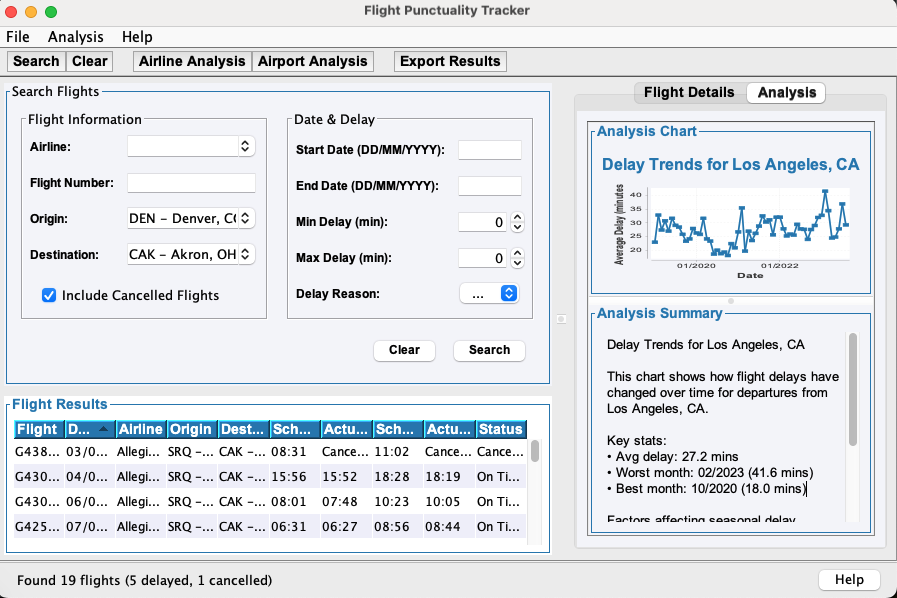 Flight Punctuality Tracker
File Analysis Help
Search Clear Airline Analysis Airport Analysis Export Results
Search Flights
Flight Information
Airline:
Flight Number:
Origin: DEN – Denver, C(
Destination: CAK – Akron, OH
Include Cancelled Flights
Date & Delay
Start Date (DD/MM/YYYY):
End Date (DD/MM/YYYY):
Min Delay (min): 0
Max Delay (min): 0
Delay Reason: ...
Clear Search
Flight Results
Flight D... Airline Origin Dest... Sch... Actu... Sch... Actu... Status
G438... 03/0... Allegi... SRQ –... CAK –... 08:31 Cance... 11:02 Cance... Cance...
G430... 04/0... Allegi... SRQ –... CAK –... 15:56 15:52 18:28 18:19 On Ti...
G430... 06/0... Allegi... SRQ –... CAK –... 08:01 07:48 10:23 10:05 On Ti...
G425... 07/0... Allegi... SRQ –... CAK –... 06:31 06:27 08:56 08:44 On Ti...
Flight Details Analysis
Analysis Chart
Delay Trends for Los Angeles, CA
Average Delay (minutes
40
35
30
25
20
01/2020 01/2022
Date
Analysis Summary
Delay Trends for Los Angeles, CA
This chart shows how flight delays have
changed over time for departures from
Los Angeles, CA.
Key stats:
• Avg delay: 27.2 mins
• Worst month: 02/2023 (41.6 mins)
• Best month: 10/2020 (18.0 mins)
Factors affecting seasonal delay
Found 19 flights (5 delayed, 1 cancelled)
Help